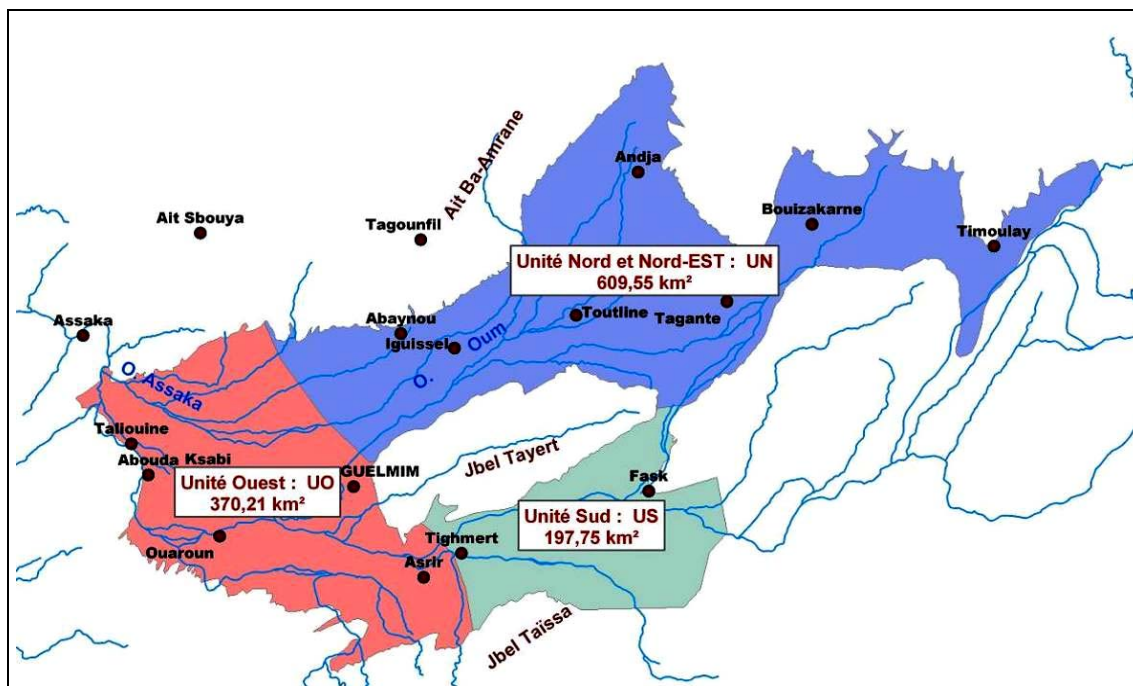 Andja
Ait Ba-Amrane
Bouizakarne
Ait Sbouya
Tagounfil
Timoulay
Unité Nord et Nord-EST : UN
609,55 km²
Assaka
Abaynou
Toutline
Tagante
Iguissel
O. Oum
O. Assaka
Tallouine
Abouda
Ksabi
Jbel Tayert
GUELMIM
Unité Ouest : UO
370,21 km²
Fask
Unité Sud : US
197,75 km²
Ouaroun
Tighmert
Asrir
Jbel Taïssa